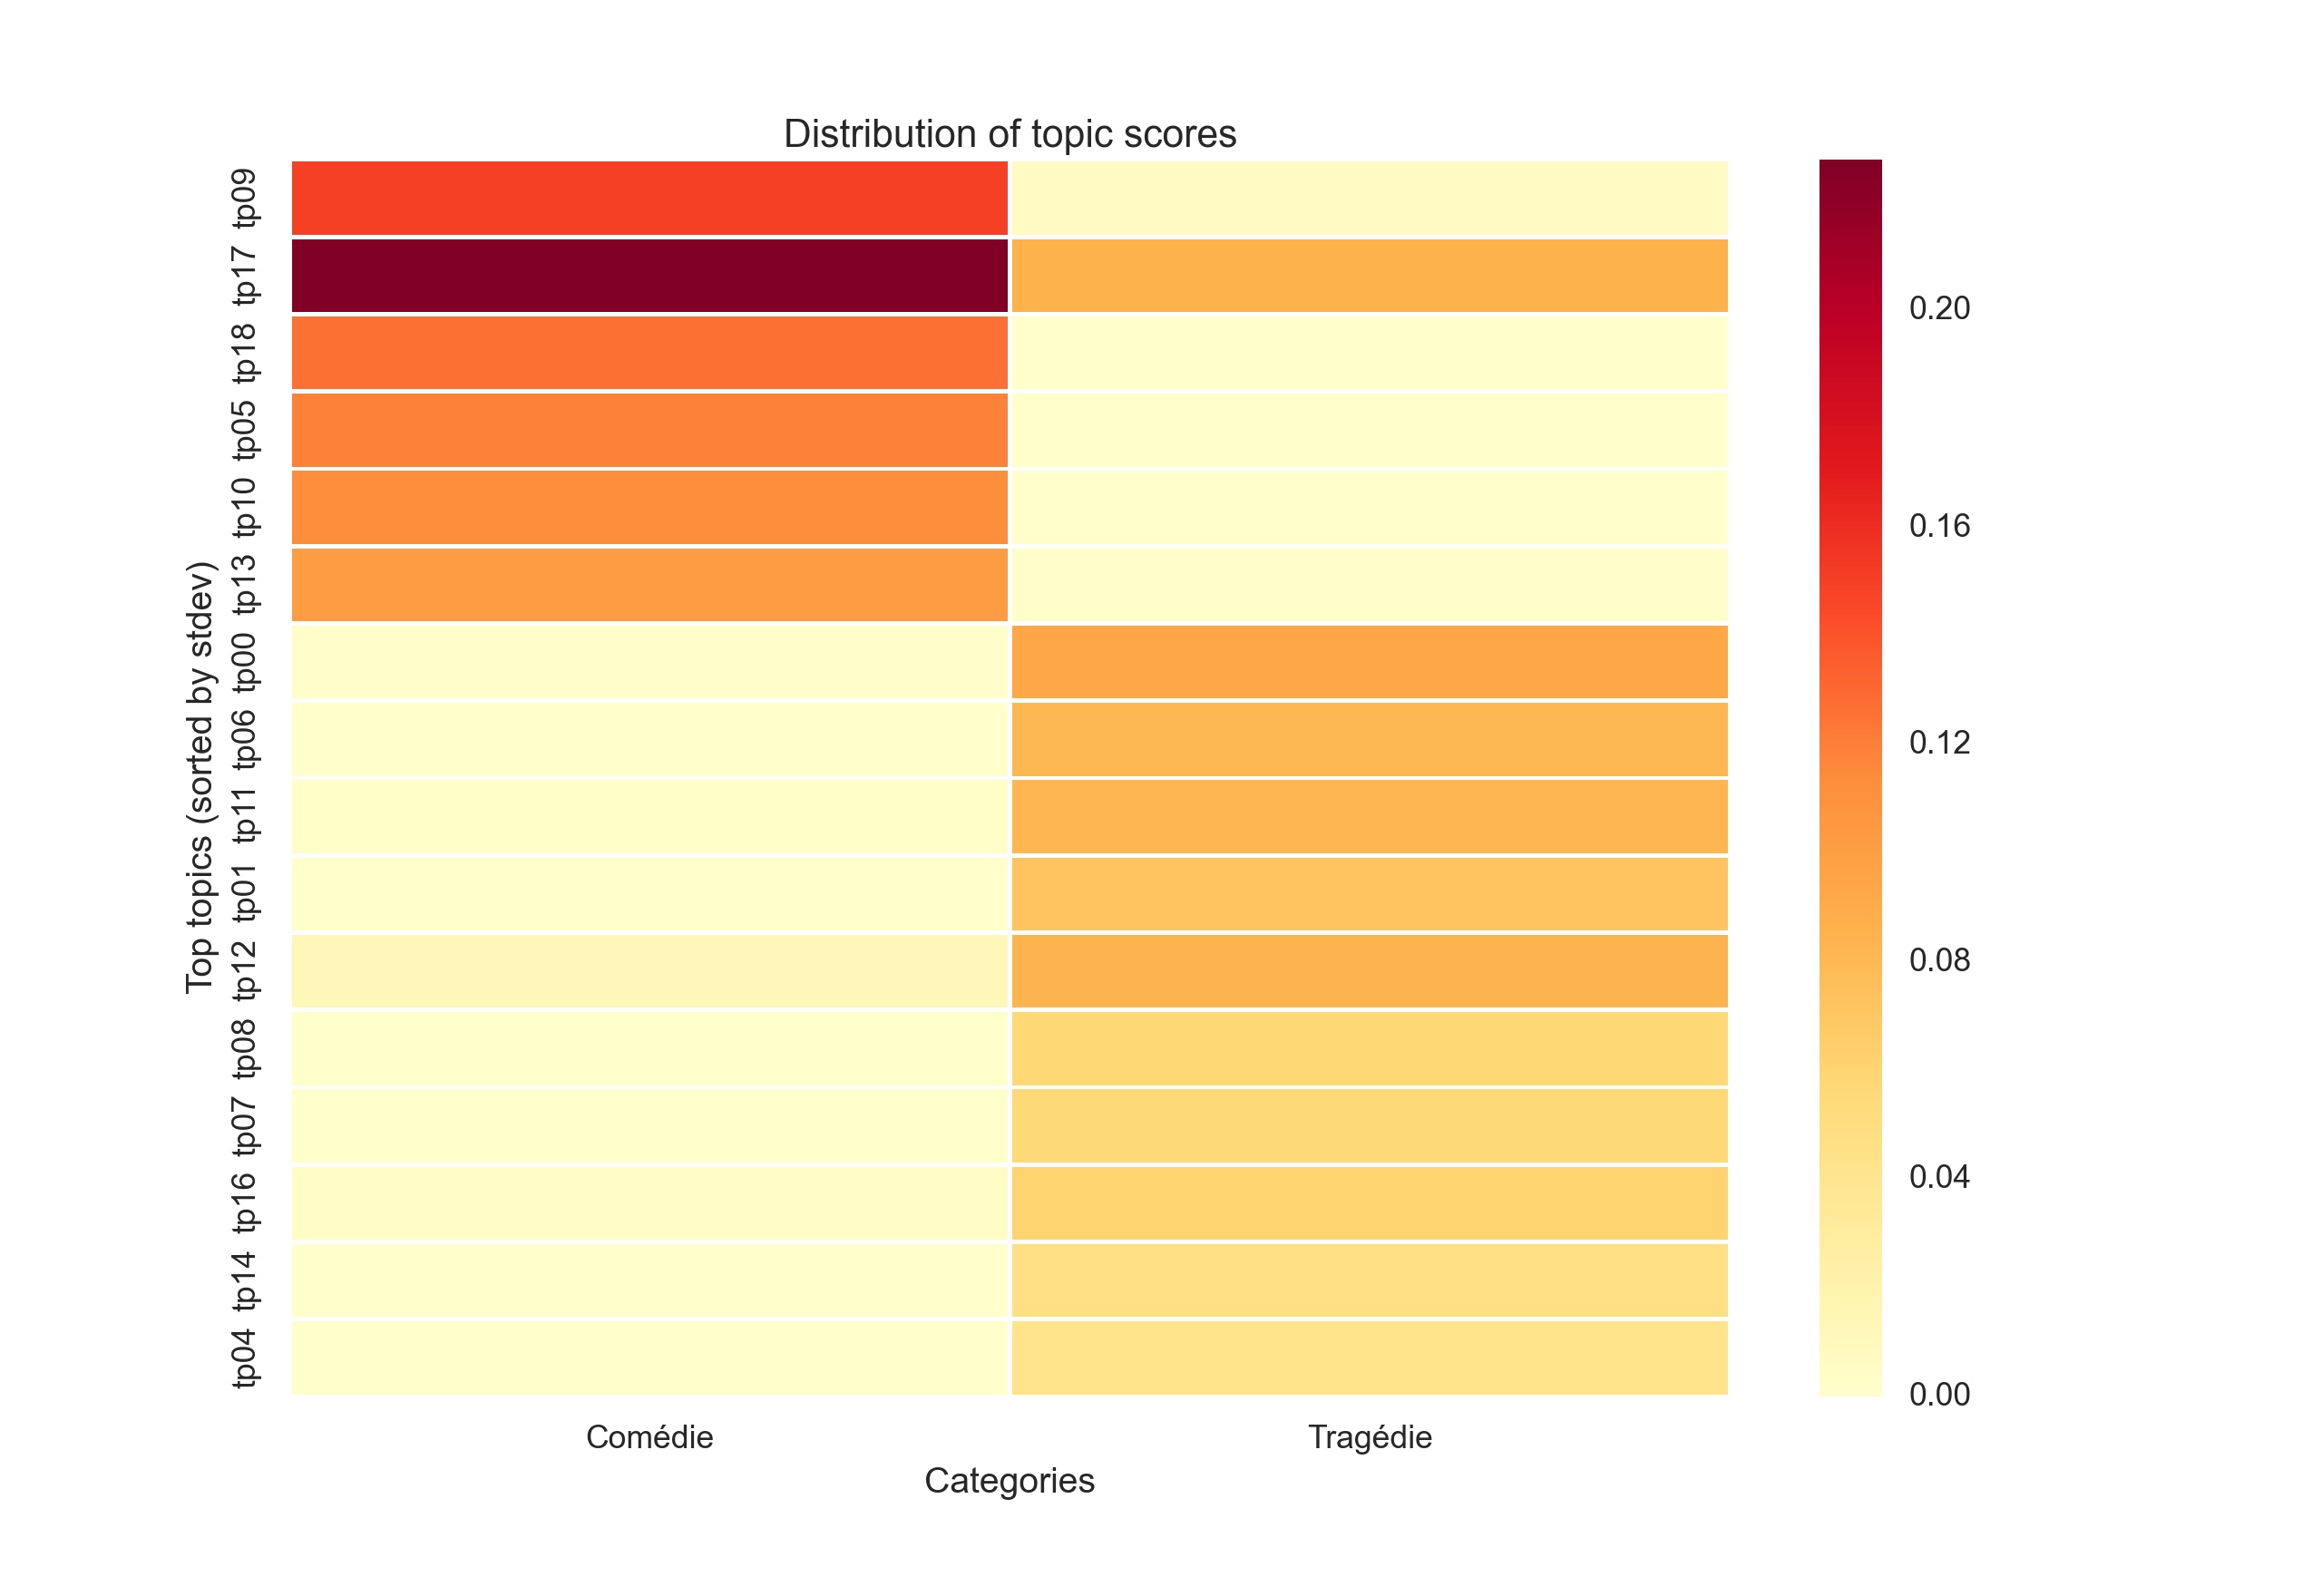 Distribution of topic scores
Top topics (sorted by stdev)
tp09
tp17
tp18
tp05
tp10
tp13
tp00
tp06
tp11
tp01
tp12
tp08
tp07
tp16
tp14
tp04
Comédie
Tragédie
Categories
0.20
0.16
0.12
0.08
0.04
0.00